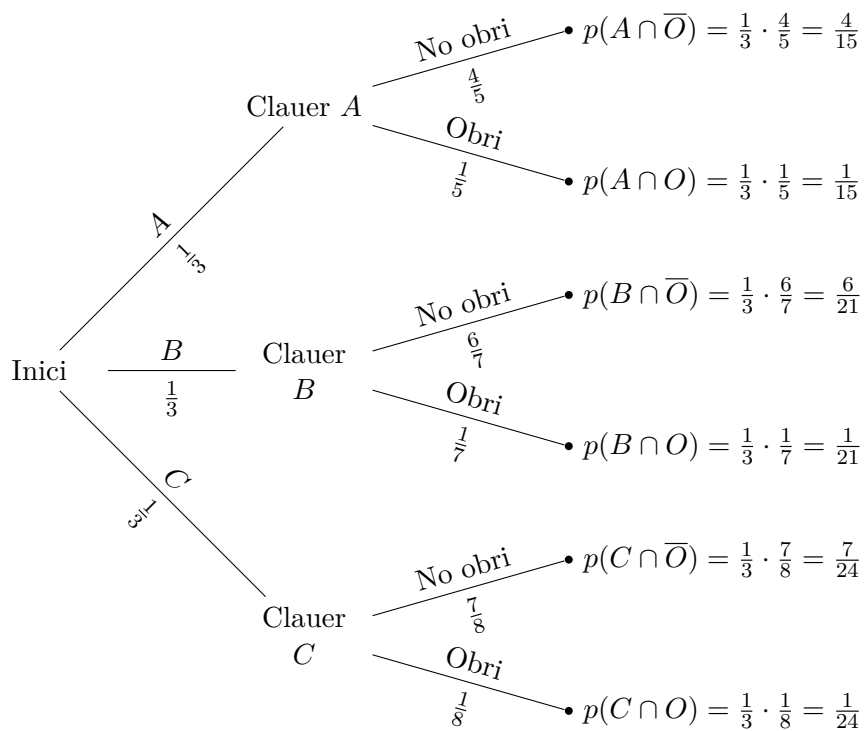 No obri
4/5
p(A ∩ O̅) = 1/3 · 4/5 = 4/15
Clauer A
Obri
1/5
p(A ∩ O) = 1/3 · 1/5 = 1/15
A
1/3
No obri
6/7
p(B ∩ O̅) = 1/3 · 6/7 = 6/21
Inici
B
1/3
Clauer
B
Obri
1/7
p(B ∩ O) = 1/3 · 1/7 = 1/21
C
1/3
No obri
7/8
p(C ∩ O̅) = 1/3 · 7/8 = 7/24
Clauer
C
Obri
1/8
p(C ∩ O) = 1/3 · 1/8 = 1/24